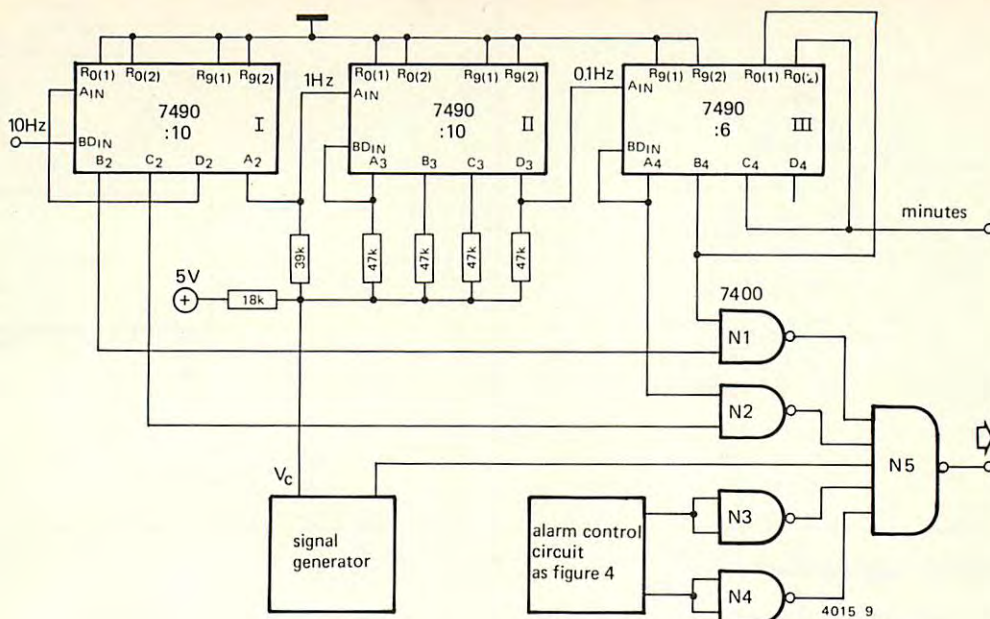 R0(1) R0(2) R9(1) R9(2)
AIN
7490
:10
I
10Hz
BDIN
B2 C2 D2 A2
1Hz
R0(1) R0(2) R9(1) R9(2)
AIN
7490
:10
II
BDIN
A3 B3 C3 D3
0.1Hz
R9(1) R9(2) R0(1) R0(2)
AIN
7490
:6
III
BDIN
A4 B4 C4 D4
minutes
39k
47k
47k
47k
47k
5V
+
18k
7400
N1
N2
N5
VC
signal
generator
alarm control
circuit
as figure 4
N3
N4
4015 9